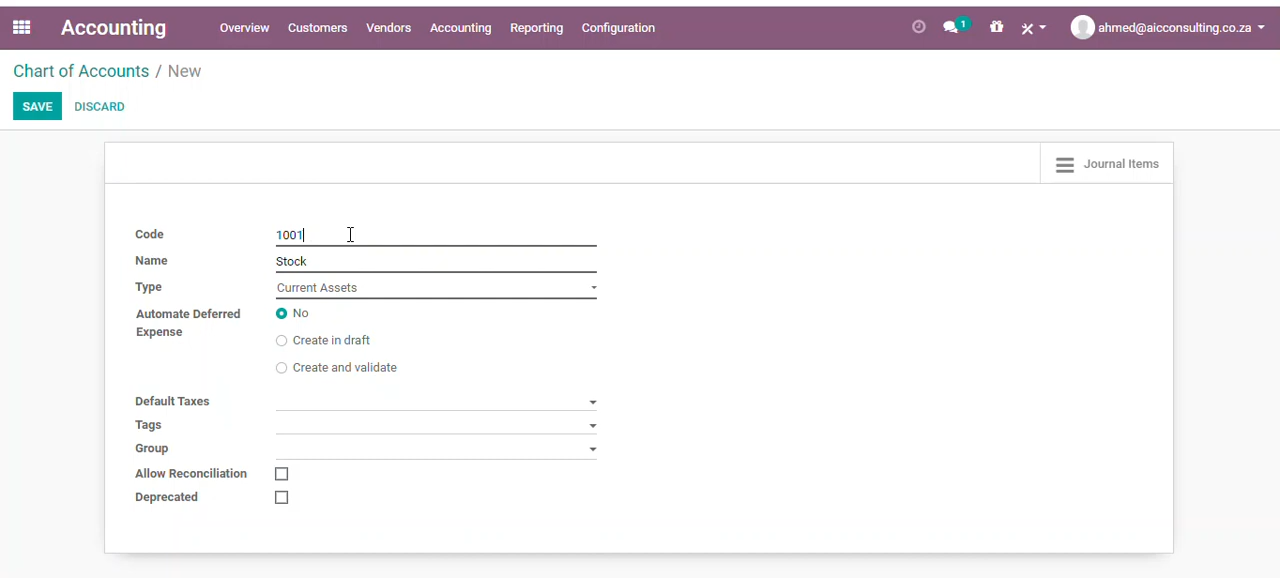 Accounting Overview Customers Vendors Accounting Reporting Configuration 1 ahmed@aicconsulting.co.za
Chart of Accounts / New
SAVE DISCARD
Journal Items
Code 1001
Name Stock
Type Current Assets
Automate Deferred Expense No
Create in draft
Create and validate
Default Taxes
Tags
Group
Allow Reconciliation
Deprecated